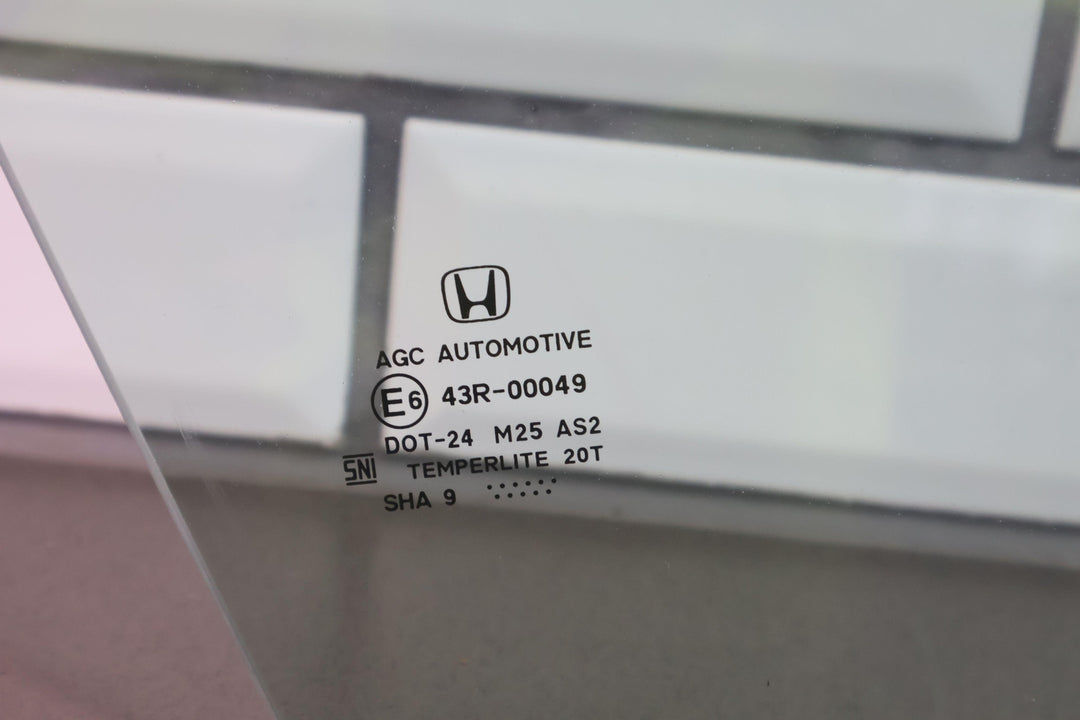 AGC AUTOMOTIVE
E6 43R-00049
DOT-24 M25 AS2
SNI TEMPERLITE 20T
SHA 9